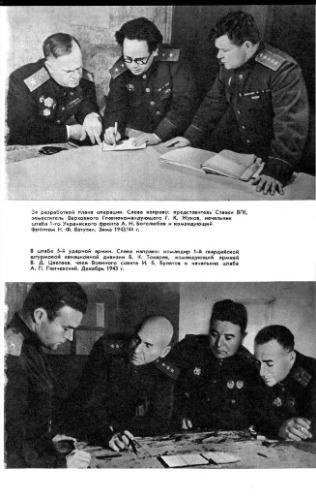 За разработкой плана операции. Слева направо: представитель Ставки ВГК,
заместитель Верховного Главнокомандующего Г. К. Жуков, начальник
штаба 1-го Украинского фронта А. Н. Боголюбов и командующий
фронтом Н. Ф. Ватутин. Зима 1943/44 г.
В штабе 5-й ударной армии. Слева направо: командир 1-й гвардейской
штурмовой авиационной дивизии Б. К. Токарев, командующий армией
В. Д. Цветаев, член Военного совета И. Б. Булатов и начальник штаба
А. П. Пянчевский. Декабрь 1943 г.